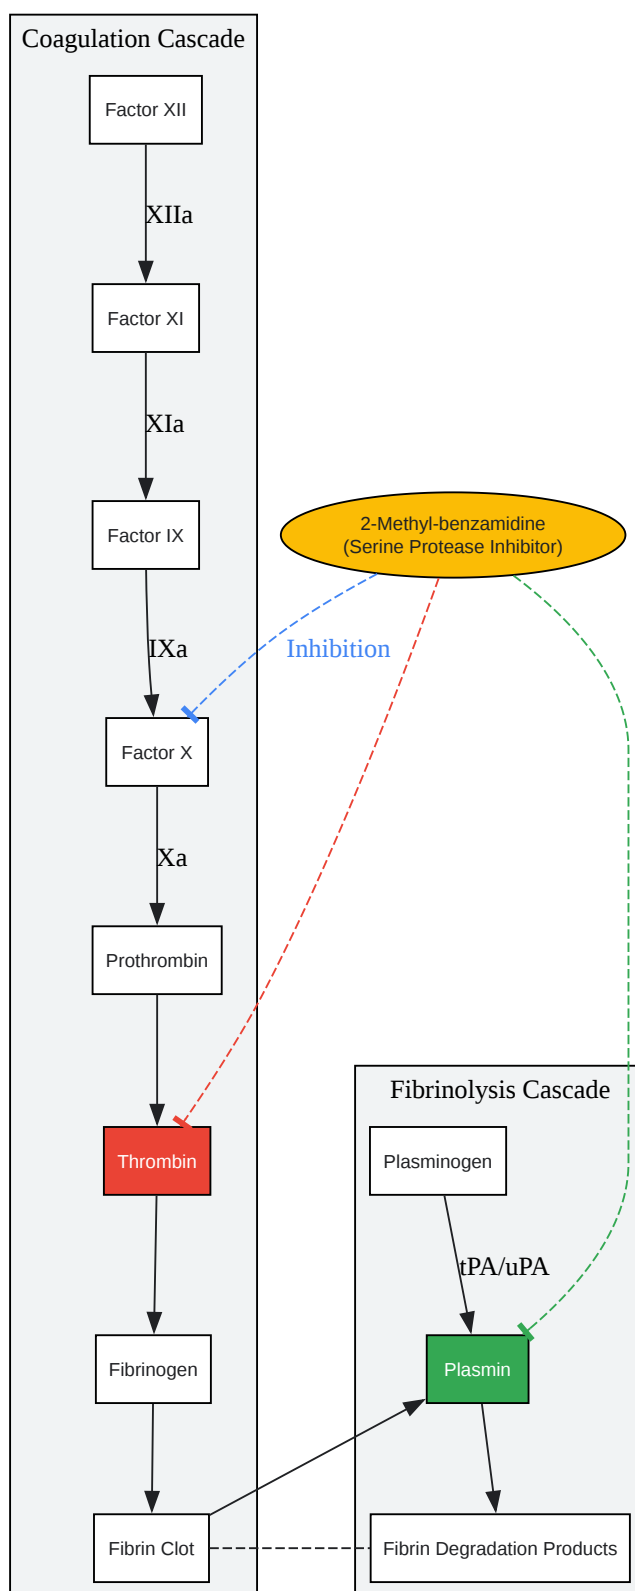 Coagulation Cascade
Factor XII
XIIa
Factor XI
XIa
Factor IX
2-Methyl-benzamidine
(Serine Protease Inhibitor)
IXa
Inhibition
Factor X
Xa
Prothrombin
Fibrinolysis Cascade
Thrombin
Plasminogen
tPA/uPA
Fibrinogen
Plasmin
Fibrin Clot
Fibrin Degradation Products